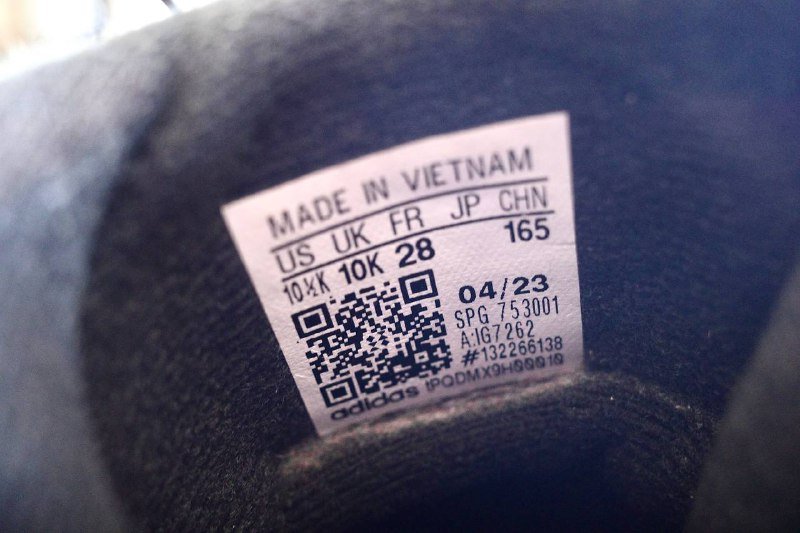 MADE IN VIETNAM
US UK FR JP CHN
10½K 10K 28 165
04/23
SPG 753001
A:IG7262
#132266138
adidas 1PQDMX9H00010